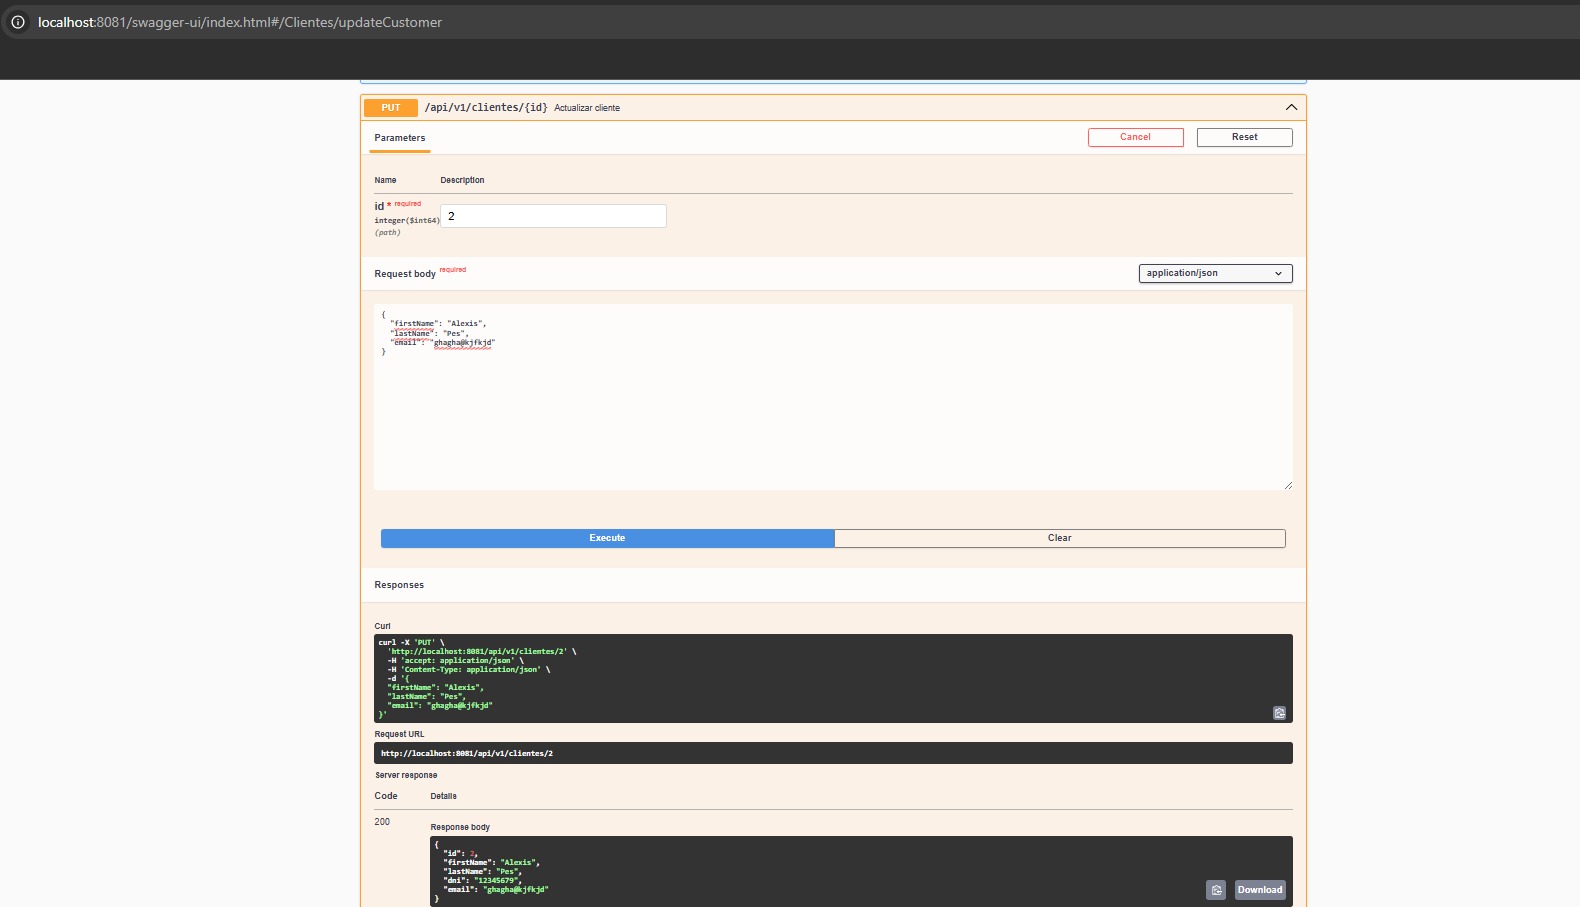 localhost:8081/swagger-ui/index.html#/Clientes/updateCustomer
PUT /api/v1/clientes/{id} Actualizar cliente
Parameters
Cancel
Reset
Name Description
id * required
integer($int64)
(path)
2
Request body required
application/json
{
  "firstName": "Alexis",
  "lastName": "Pes",
  "email": "ghagha@kjfkjd"
}
Execute
Clear
Responses
Curl
curl -X 'PUT' \
  'http://localhost:8081/api/v1/clientes/2' \
  -H 'accept: application/json' \
  -H 'Content-Type: application/json' \
  -d '{
  "firstName": "Alexis",
  "lastName": "Pes",
  "email": "ghagha@kjfkjd"
}'
Request URL
http://localhost:8081/api/v1/clientes/2
Server response
Code Details
200
Response body
{
  "id": 2,
  "firstName": "Alexis",
  "lastName": "Pes",
  "dni": "12345679",
  "email": "ghagha@kjfkjd"
}
Download